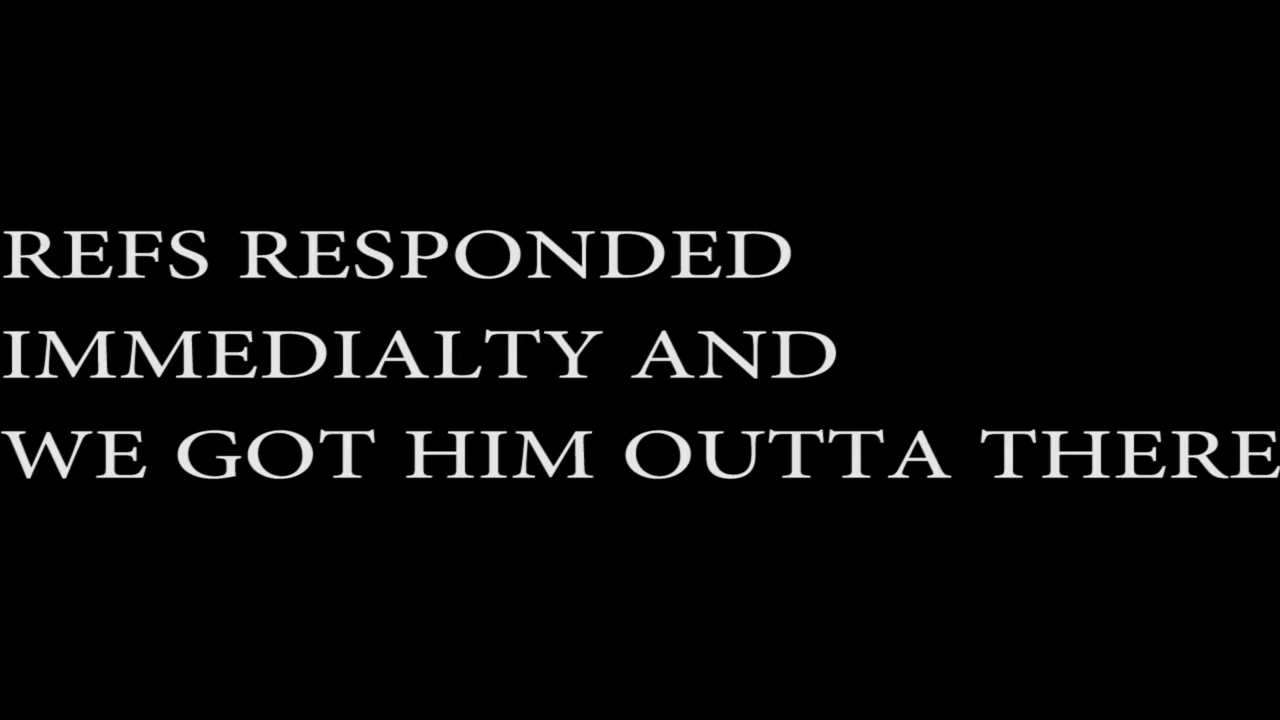 REFS RESPONDED
IMMEDIALTY AND
WE GOT HIM OUTTA THERE